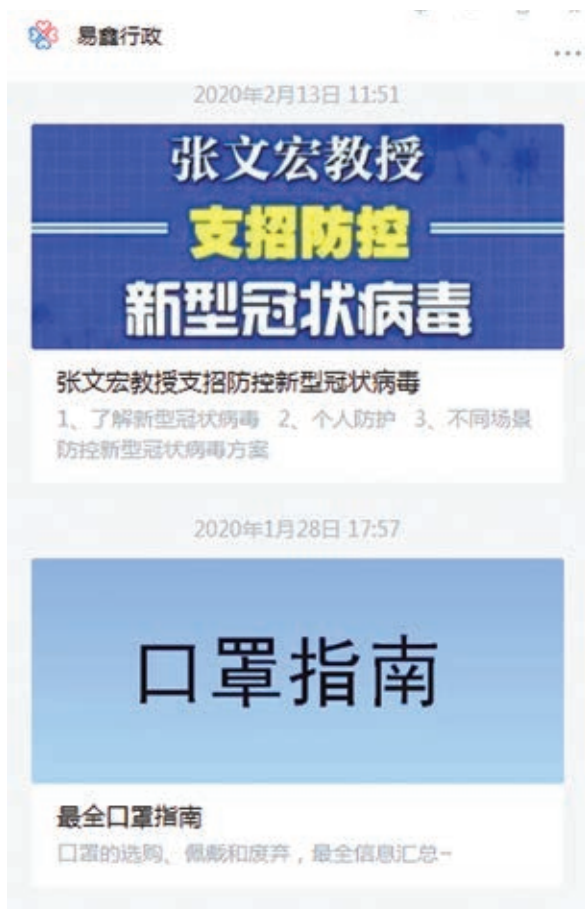 易鑫行政
2020年2月13日 11:51
张文宏教授
支招防控
新型冠状病毒
张文宏教授支招防控新型冠状病毒
1、了解新型冠状病毒 2、个人防护 3、不同场景
防控新型冠状病毒方案
2020年1月28日 17:57
口罩指南
最全口罩指南
口罩的选购、佩戴和废弃，最全信息汇总~